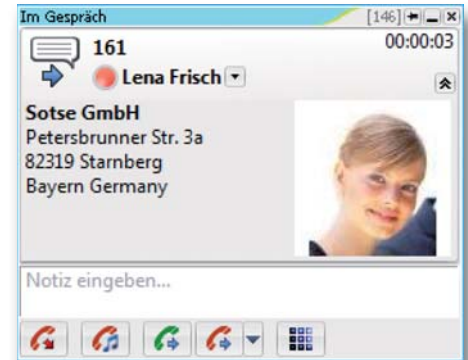 Im Gespräch [146]
161 00:00:03
Lena Frisch
Sotse GmbH
Petersbrunner Str. 3a
82319 Starnberg
Bayern Germany
Notiz eingeben...